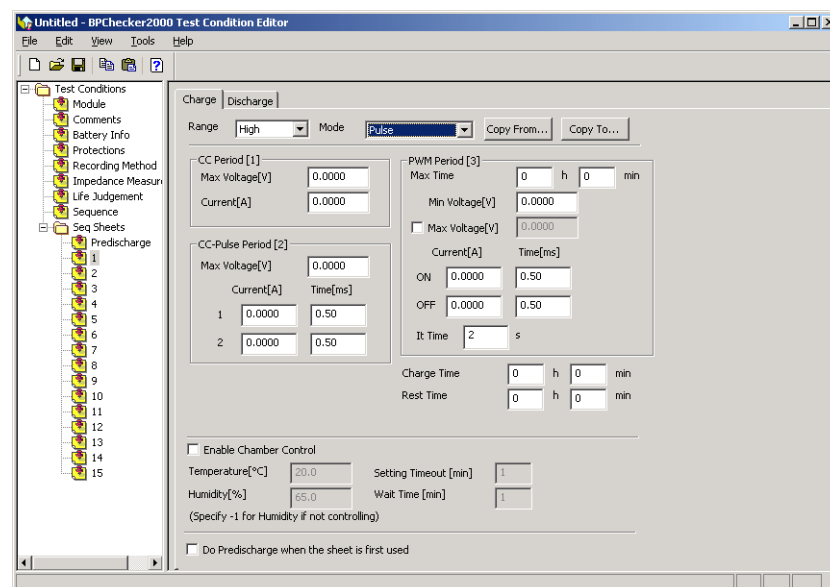 Untitled - BPChecker2000 Test Condition Editor
File Edit View Tools Help
Test Conditions
Module
Comments
Battery Info
Protections
Recording Method
Impedance Measur
Life Judgement
Sequence
Seq Sheets
Predischarge
1
2
3
4
5
6
7
8
9
10
11
12
13
14
15
Charge Discharge
Range High Mode Pulse Copy From... Copy To...
CC Period [1]
Max Voltage[V] 0.0000
Current[A] 0.0000
CC-Pulse Period [2]
Max Voltage[V] 0.0000
Current[A] Time[ms]
1 0.0000 0.50
2 0.0000 0.50
PWM Period [3]
Max Time 0 h 0 min
Min Voltage[V] 0.0000
Max Voltage[V] 0.0000
Current[A] Time[ms]
ON 0.0000 0.50
OFF 0.0000 0.50
It Time 2 s
Charge Time 0 h 0 min
Rest Time 0 h 0 min
Enable Chamber Control
Temperature[°C] 20.0 Setting Timeout [min] 1
Humidity[%] 65.0 Wait Time [min] 1
(Specify -1 for Humidity if not controlling)
Do Predischarge when the sheet is first used